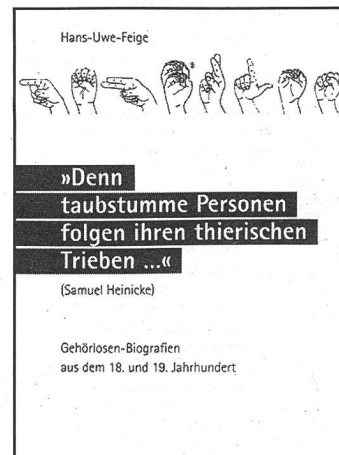 Hans-Uwe-Feige
»Denn
taubstumme Personen
folgen ihren thierischen
Trieben ...«
(Samuel Heinicke)
Gehörlosen-Biografien
aus dem 18. und 19. Jahrhundert